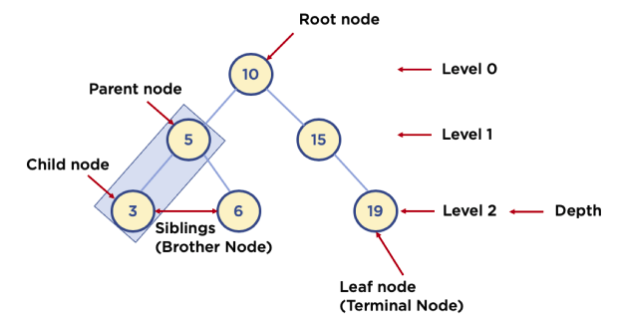 Root node
10
Level 0
Parent node
5
15
Level 1
Child node
3
6
19
Level 2
Depth
Siblings
(Brother Node)
Leaf node
(Terminal Node)